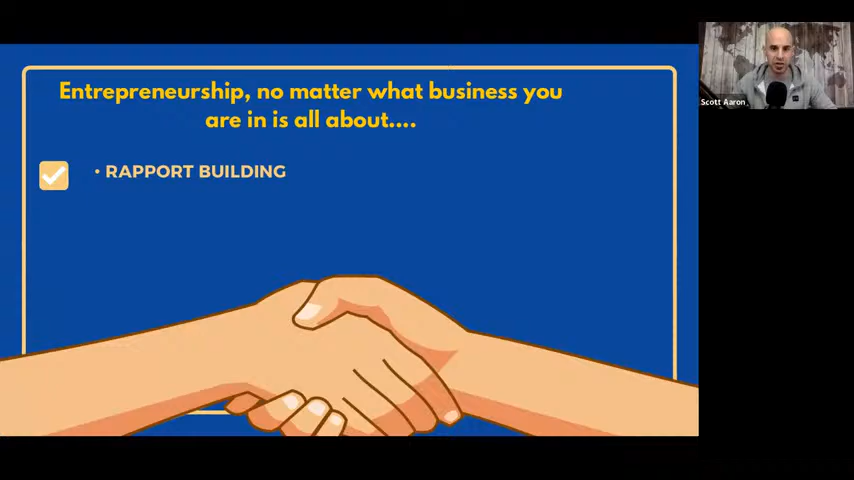 Entrepreneurship, no matter what business you
are in is all about....
• RAPPORT BUILDING
Scott Aaron